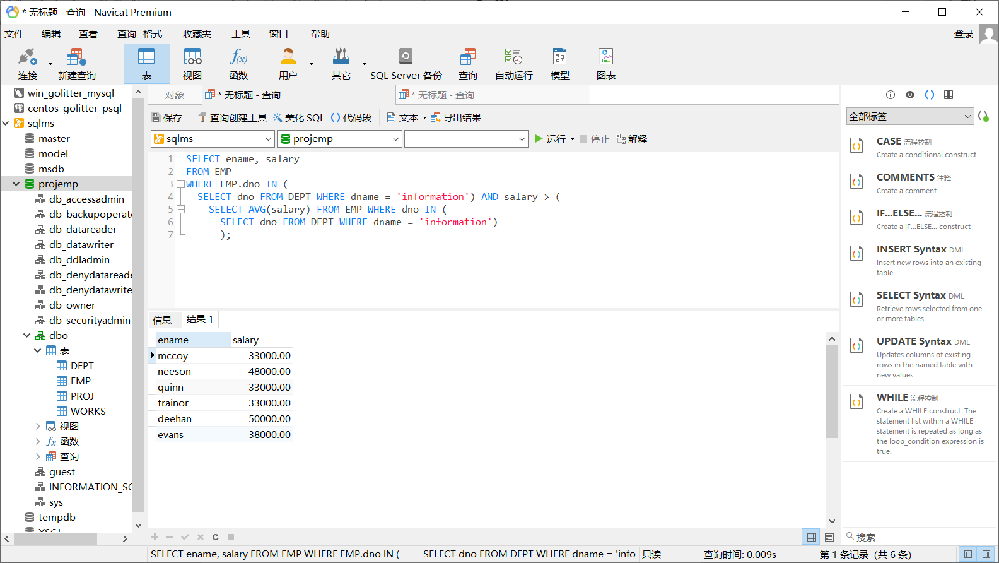 * 无标题 - 查询 - Navicat Premium
文件 编辑 查看 查询 格式 收藏夹 工具 窗口 帮助 登录
连接 新建查询 表 视图 函数 用户 其它 SQL Server 备份 查询 自动运行 模型 图表
win_golitter_mysql
centos_golitter_psql
sqlms
master
model
msdb
projemp
db_accessadmin
db_backupoperat
db_datareader
db_datawriter
db_ddladmin
db_denydatareade
db_denydatawrite
db_owner
db_securityadmin
dbo
表
DEPT
EMP
PROJ
WORKS
视图
函数
查询
guest
INFORMATION_SC
sys
tempdb
对象 * 无标题 - 查询 * 无标题 - 查询
保存 查询创建工具 美化 SQL 代码段 文本 导出结果
sqlms projemp 运行 停止 解释
1 SELECT ename, salary
2 FROM EMP
3 WHERE EMP.dno IN (
4 SELECT dno FROM DEPT WHERE dname = 'information') AND salary > (
5 SELECT AVG(salary) FROM EMP WHERE dno IN (
6 SELECT dno FROM DEPT WHERE dname = 'information')
7 );
信息 结果 1
ename salary
mccoy 33000.00
neeson 48000.00
quinn 33000.00
trainor 33000.00
deehan 50000.00
evans 38000.00
全部标签
CASE 流程控制
Create a conditional construct
COMMENTS 注释
Create a comment
IF...ELSE... 流程控制
Create a IF...ELSE... construct
INSERT Syntax DML
Insert new rows into an existing
table
SELECT Syntax DML
Retrieve rows selected from one
or more tables
UPDATE Syntax DML
Updates columns of existing
rows in the named table with
new values
WHILE 流程控制
Create a WHILE construct. The
statement list within a WHILE
statement is repeated as long as
the loop_condition expression is
true.
搜索
SELECT ename, salary FROM EMP WHERE EMP.dno IN ( SELECT dno FROM DEPT WHERE dname = 'info 只读 查询时间: 0.009s 第 1 条记录 (共 6 条)